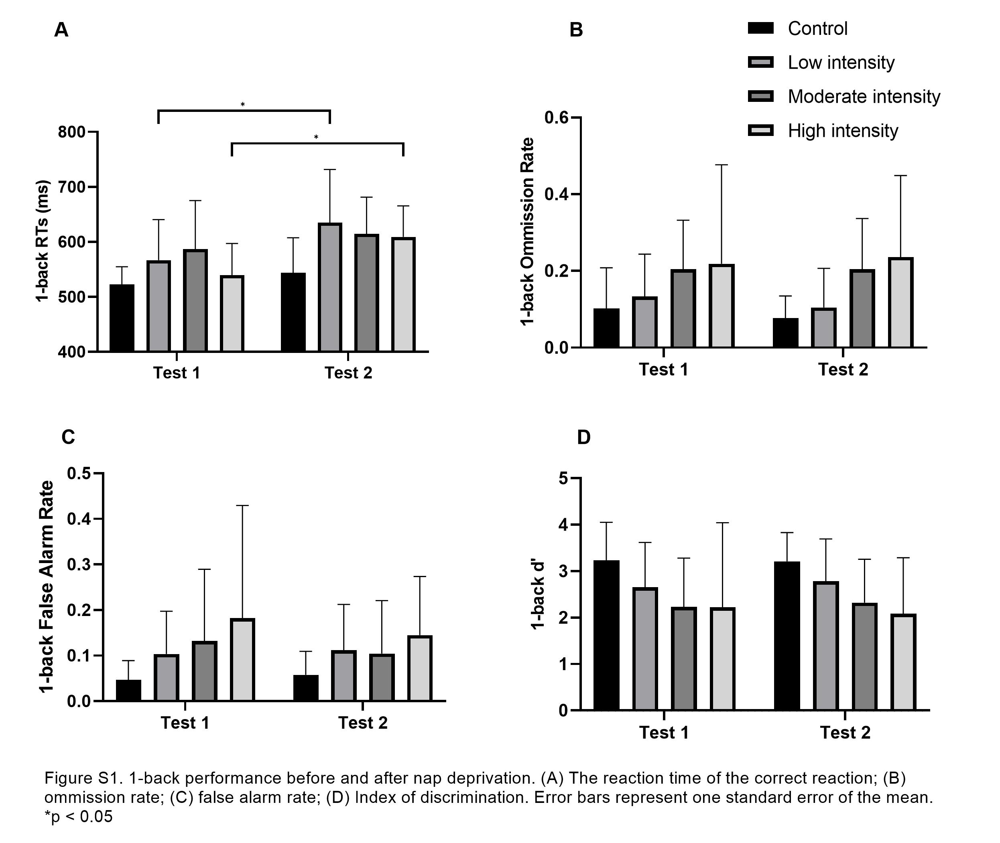 A
B
Control
Low intensity
Moderate intensity
High intensity
*
*
1-back RTs (ms)
800
700
600
500
400
Test 1
Test 2
1-back Ommission Rate
0.6
0.4
0.2
0.0
Test 1
Test 2
C
D
1-back False Alarm Rate
0.5
0.4
0.3
0.2
0.1
0.0
Test 1
Test 2
1-back d'
5
4
3
2
1
0
Test 1
Test 2
Figure S1. 1-back performance before and after nap deprivation. (A) The reaction time of the correct reaction; (B)
ommission rate; (C) false alarm rate; (D) Index of discrimination. Error bars represent one standard error of the mean.
*p < 0.05